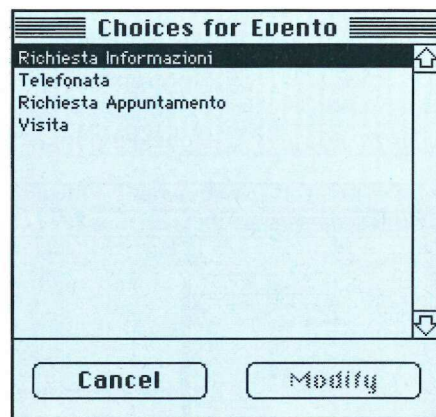 Choices for Evento
Richiesta Informazioni
Telefonata
Richiesta Appuntamento
Visita
Cancel
Modify